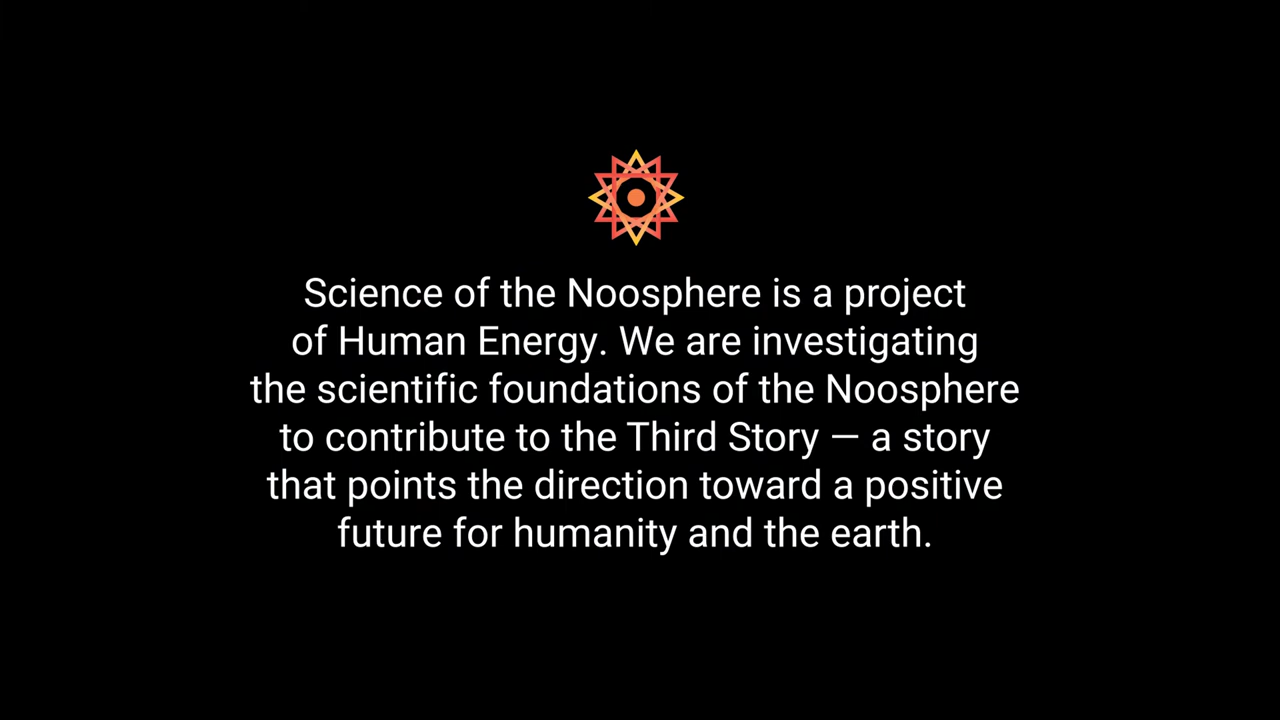 Science of the Noosphere is a project
of Human Energy. We are investigating
the scientific foundations of the Noosphere
to contribute to the Third Story — a story
that points the direction toward a positive
future for humanity and the earth.